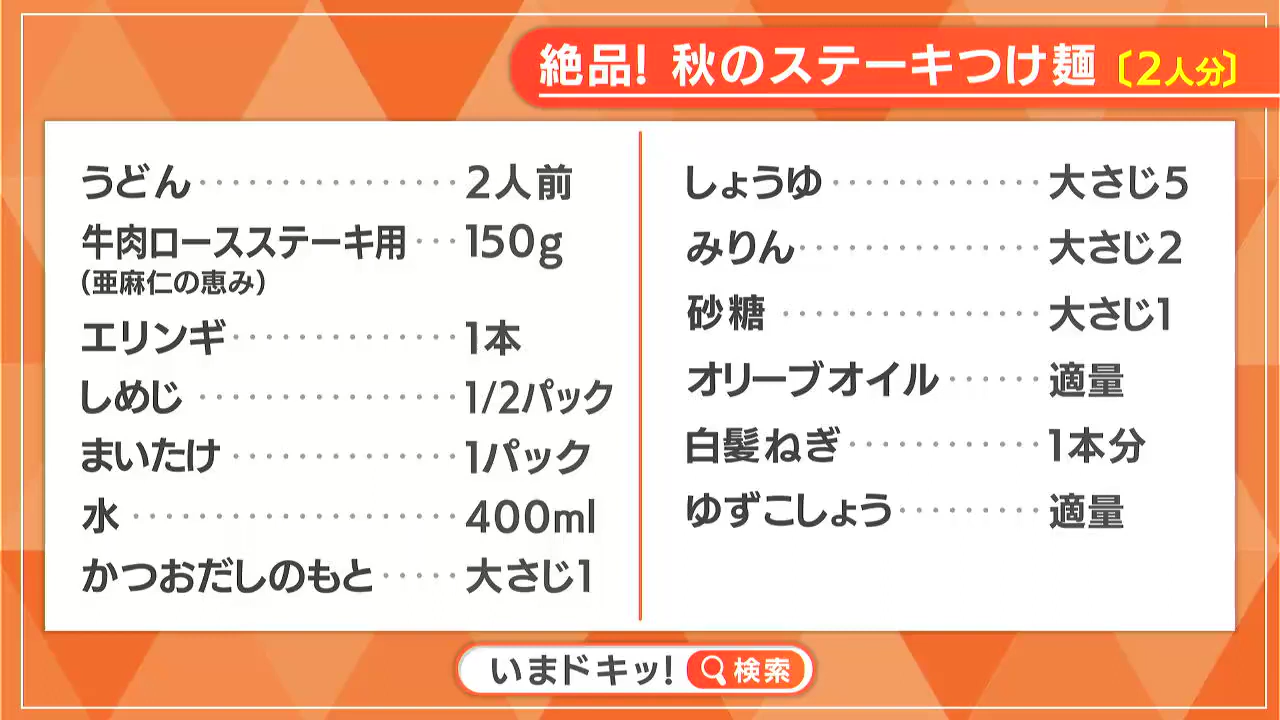 絶品! 秋のステーキつけ麺 〔2人分〕
うどん················2人前
牛肉ロースステーキ用···150g
(亜麻仁の恵み)
エリンギ··············1本
しめじ················1/2パック
まいたけ··············1パック
水····················400ml
かつおだしのもと·····大さじ1
しょうゆ·············大さじ5
みりん···············大さじ2
砂糖················大さじ1
オリーブオイル······適量
白髪ねぎ············1本分
ゆずこしょう·········適量
いまドキッ! 検索